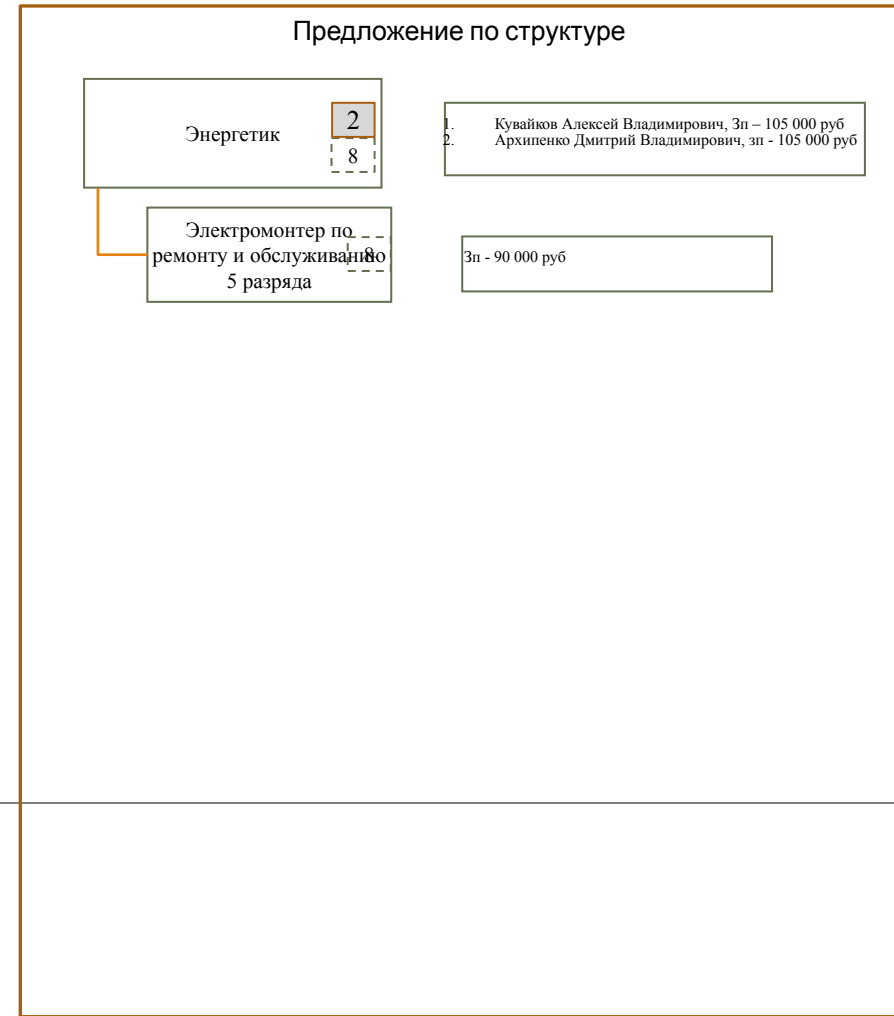 Предложение по структуре
Энергетик
2
8
1. Кувайков Алексей Владимирович, Зп – 105 000 руб
2. Архипенко Дмитрий Владимирович, зп - 105 000 руб
Электромонтер по
ремонту и обслуживанию
5 разряда
8
Зп - 90 000 руб